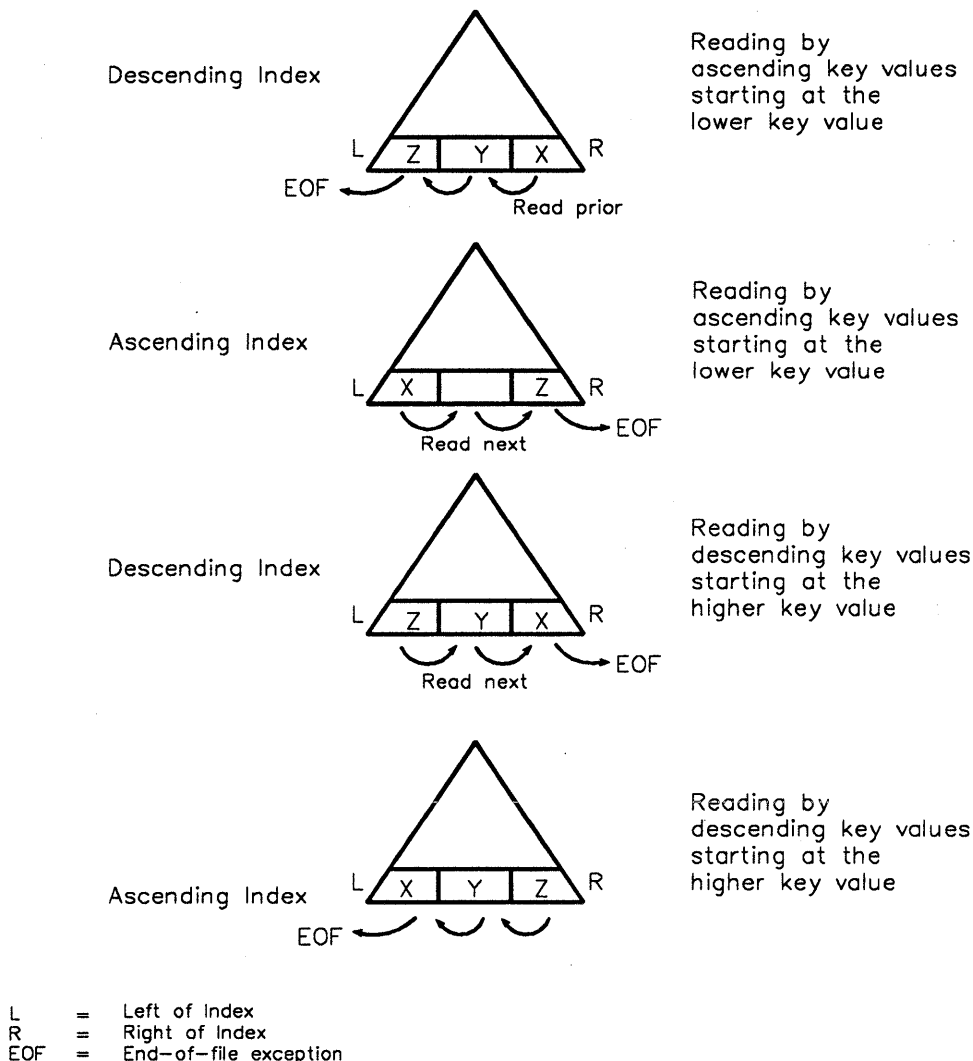 Descending Index
Reading by
ascending key values
starting at the
lower key value
L Z Y X R
EOF
Read prior
Ascending Index
Reading by
ascending key values
starting at the
lower key value
L X Z R
EOF
Read next
Descending Index
Reading by
descending key values
starting at the
higher key value
L Z Y X R
EOF
Read next
Ascending Index
Reading by
descending key values
starting at the
higher key value
L X Y Z R
EOF
L = Left of Index
R = Right of Index
EOF = End-of-file exception